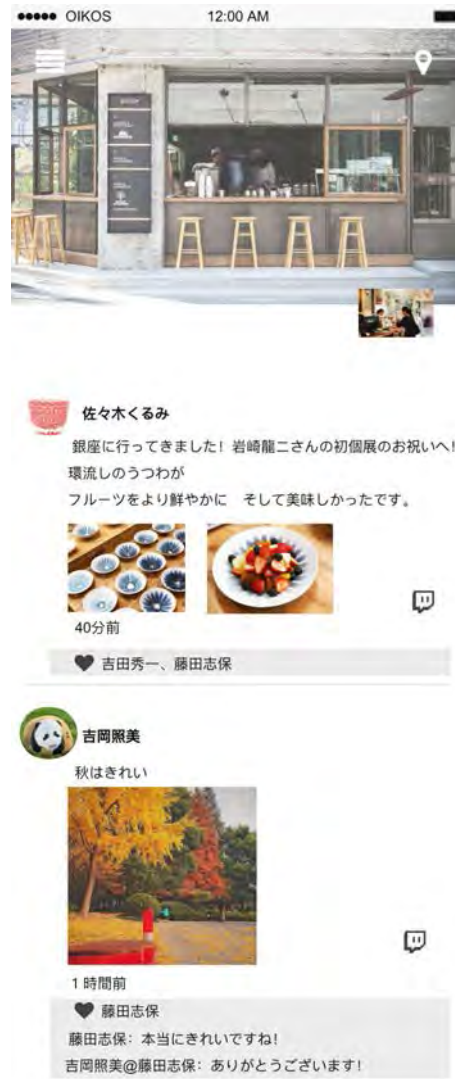 OIKOS
12:00 AM
佐々木くるみ
銀座に行ってきました！岩崎龍二さんの初個展のお祝いへ！
環流しのうつわが
フルーツをより鮮やかに　そして美味しかったです。
40分前
吉田秀一、藤田志保
吉岡照美
秋はきれい
1 時間前
藤田志保
藤田志保：本当にきれいですね！
吉岡照美@藤田志保：ありがとうございます！